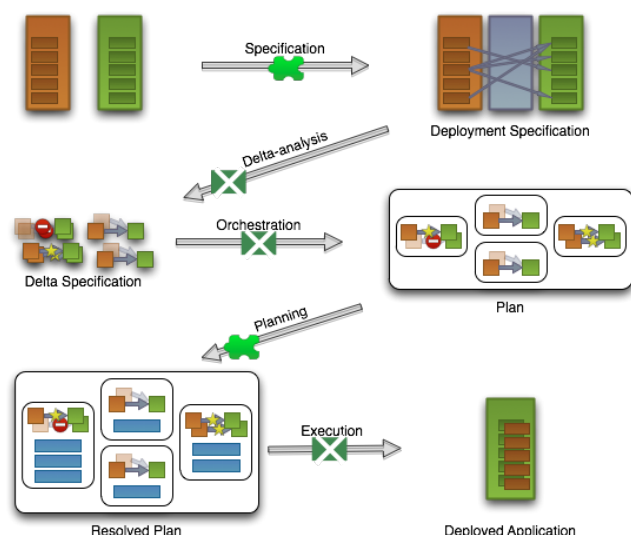 Specification
Deployment Specification
Delta-analysis
Orchestration
Delta Specification
Plan
Planning
Execution
Resolved Plan
Deployed Application